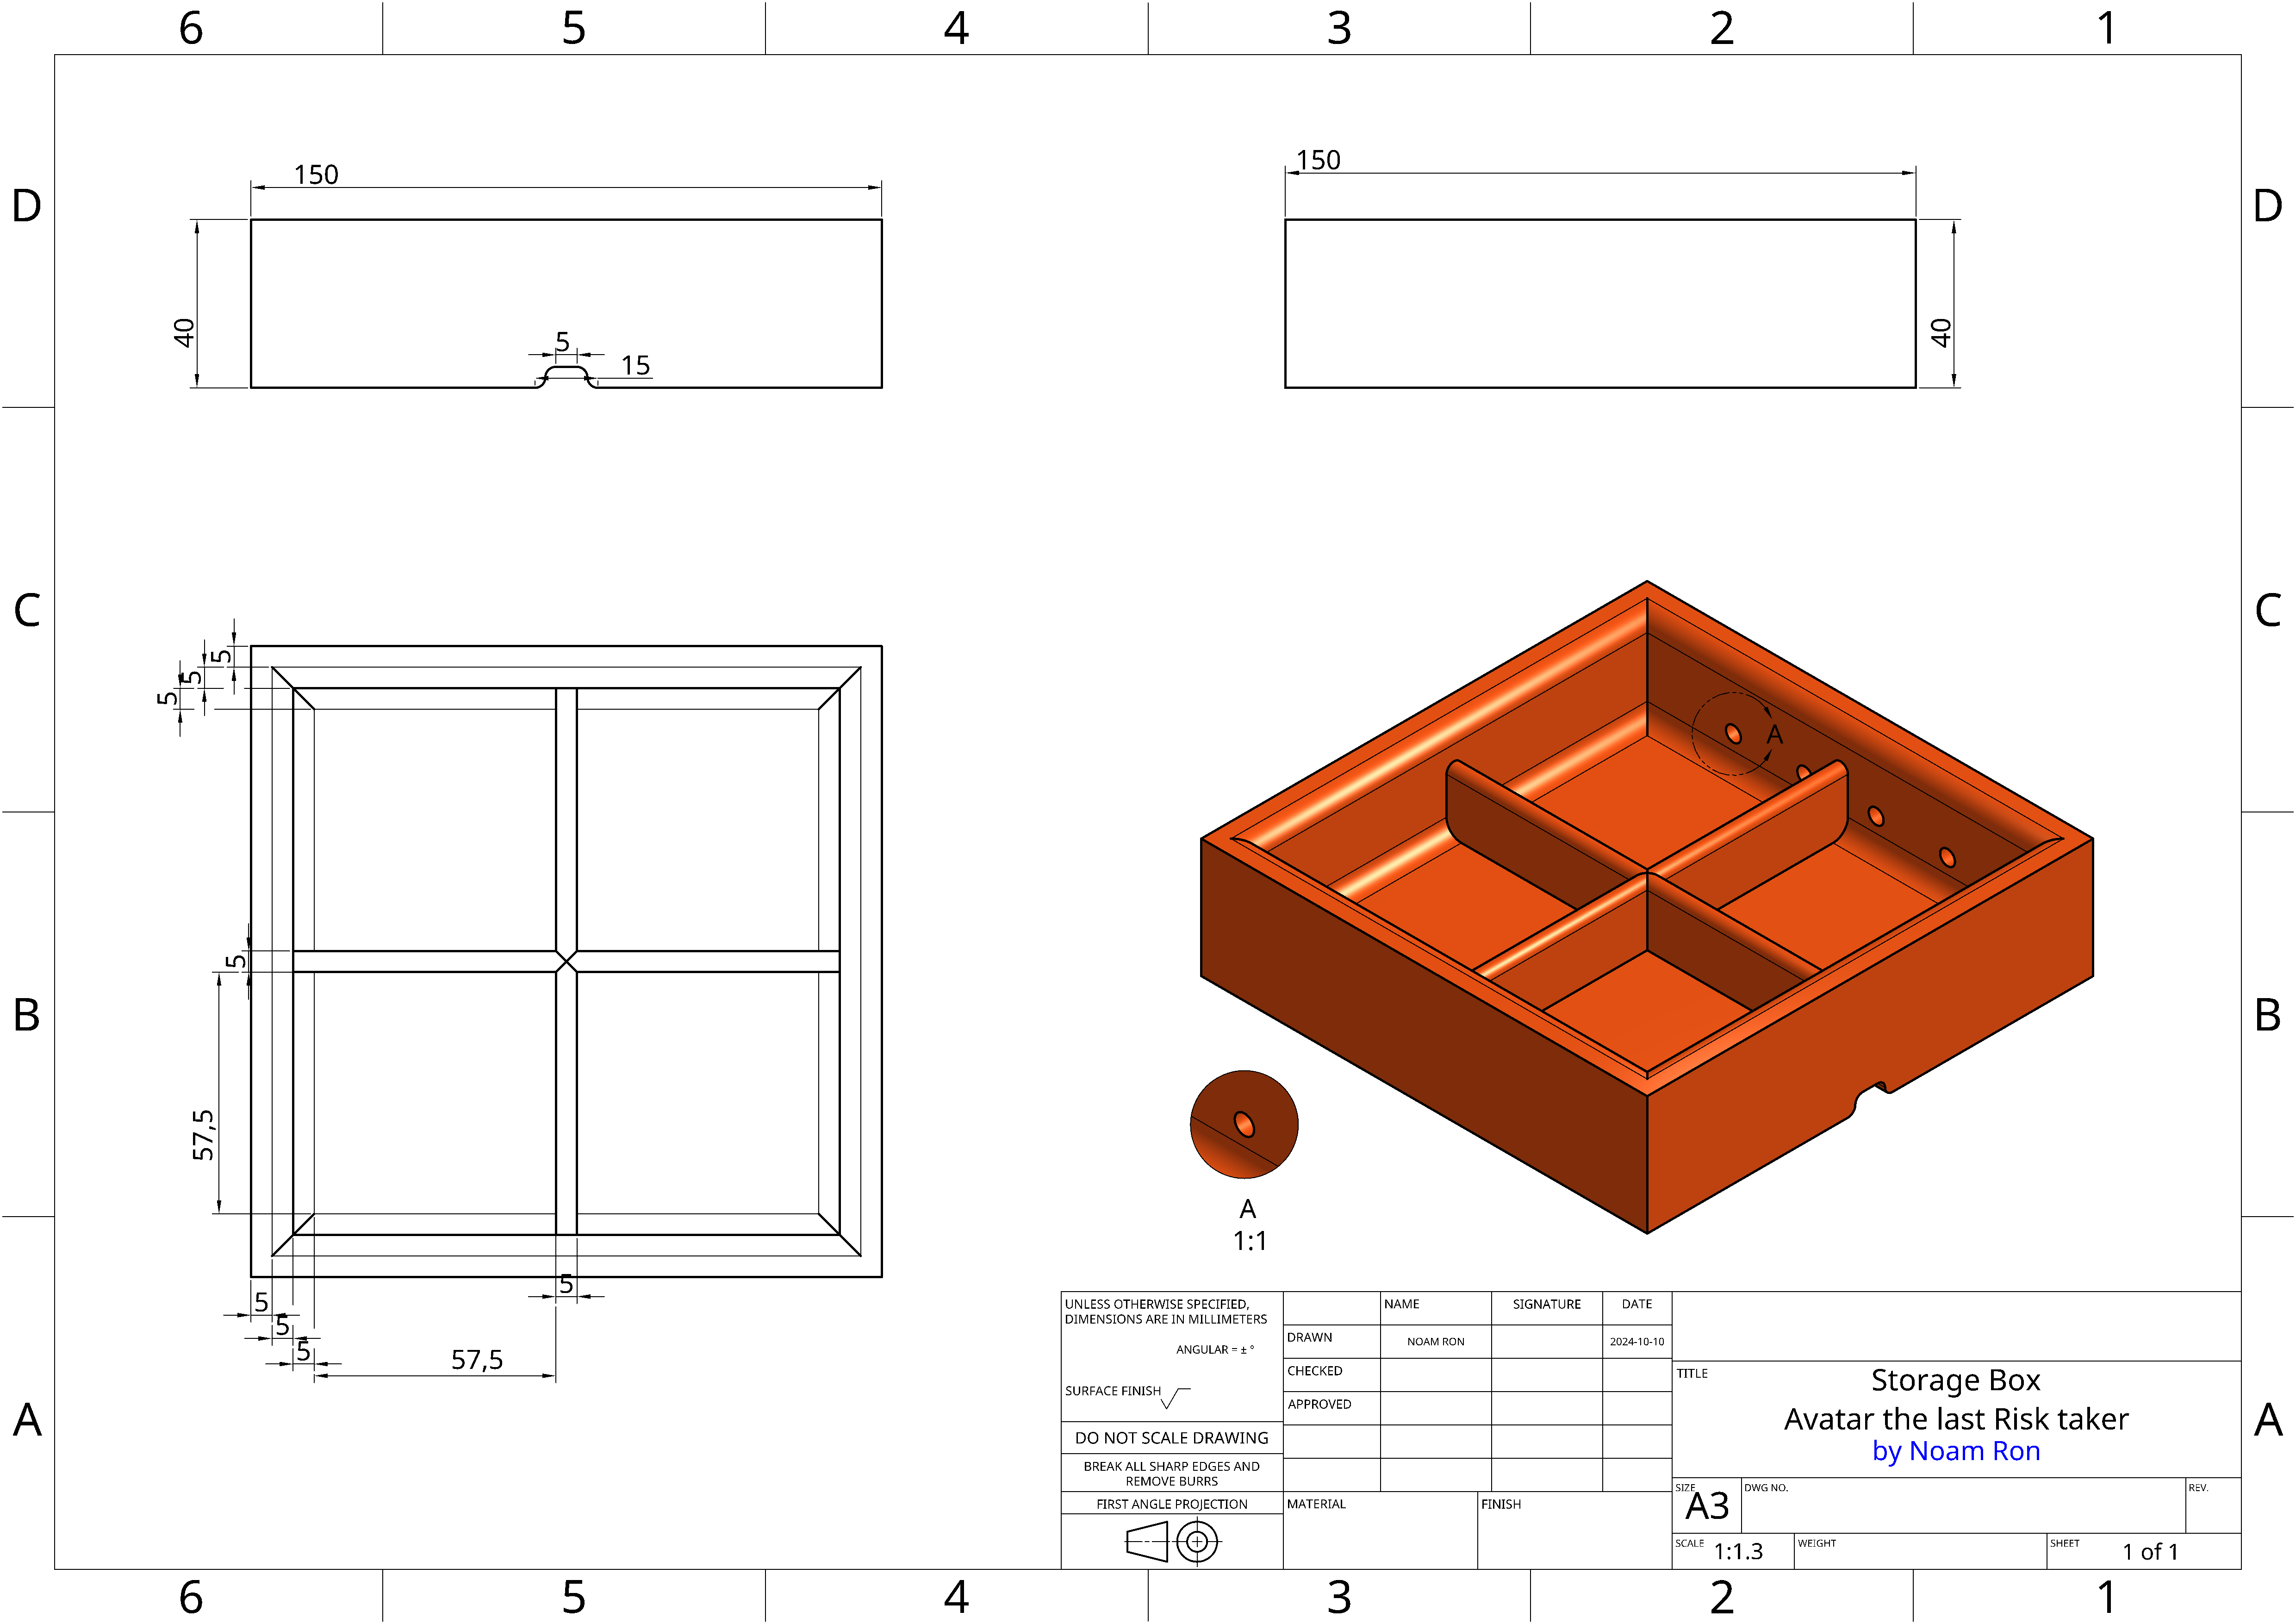 6 5 4 3 2 1
D D
C C
B B
A A
150
40
5
15
150
40
5
5
5
5
57,5
5
5
5
5
57,5
A
A
1:1
UNLESS OTHERWISE SPECIFIED,
DIMENSIONS ARE IN MILLIMETERS
ANGULAR = ± °
SURFACE FINISH
DO NOT SCALE DRAWING
BREAK ALL SHARP EDGES AND
REMOVE BURRS
FIRST ANGLE PROJECTION
NAME SIGNATURE DATE
DRAWN NOAM RON 2024-10-10
CHECKED
APPROVED
MATERIAL FINISH
TITLE
Storage Box
Avatar the last Risk taker
by Noam Ron
SIZE A3 DWG NO. REV.
SCALE 1:1.3 WEIGHT SHEET 1 of 1
6 5 4 3 2 1